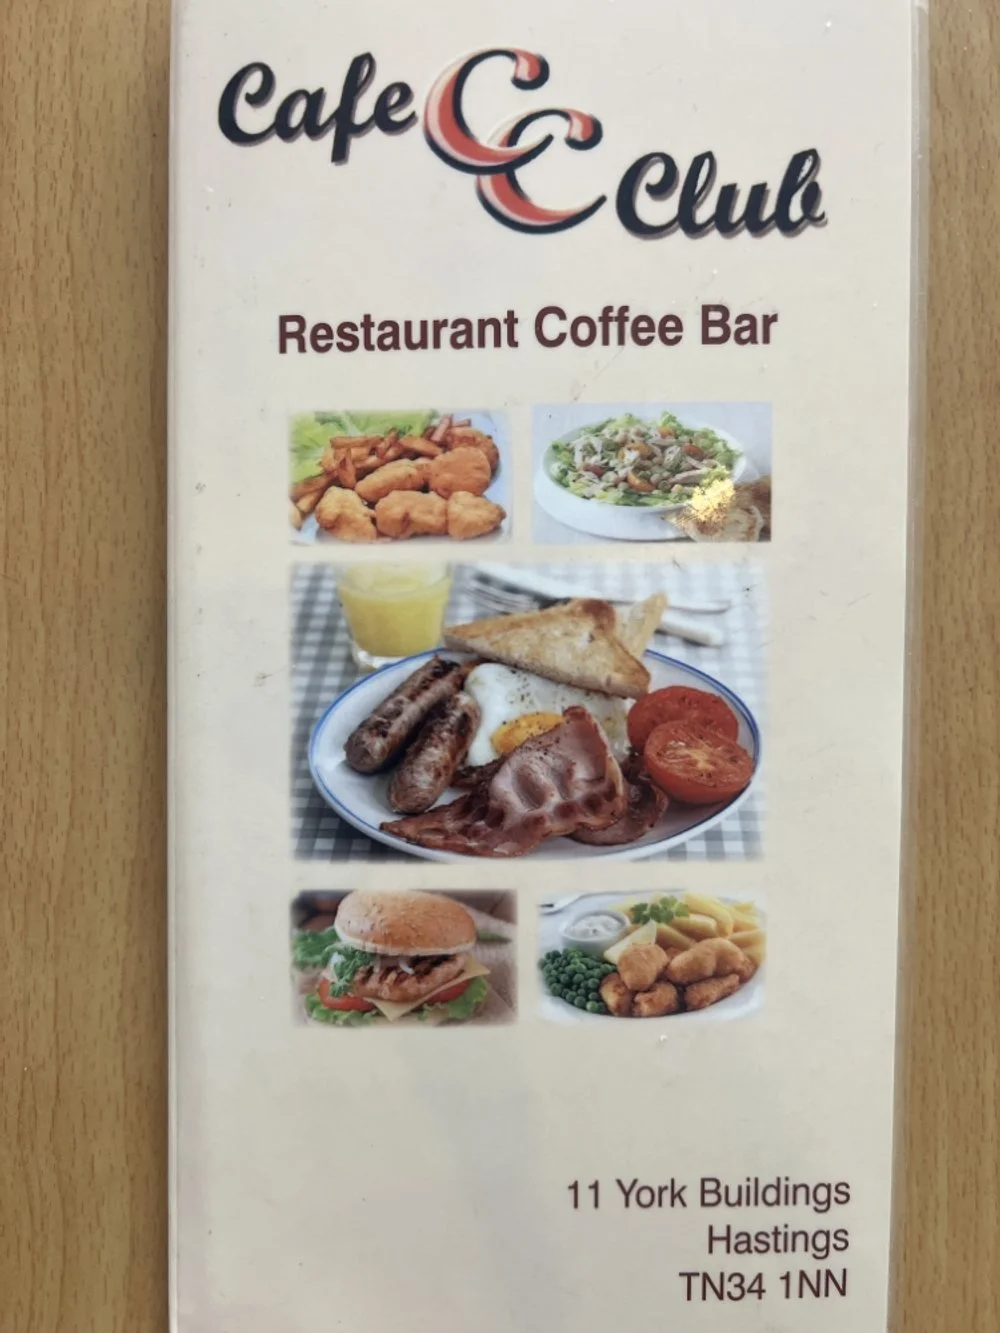 Cafe CC Club
Restaurant Coffee Bar
11 York Buildings
Hastings
TN34 1NN